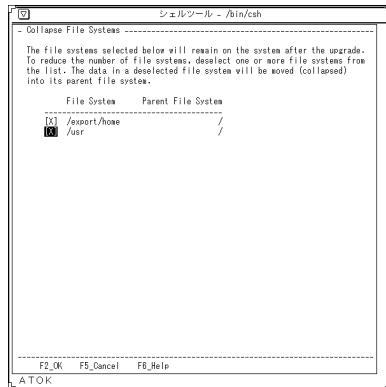 シェルツール - /bin/csh
- Collapse File Systems ------------------------------------------------
The file systems selected below will remain on the system after the upgrade.
To reduce the number of file systems, deselect one or more file systems from
the list. The data in a deselected file system will be moved (collapsed)
into its parent file system.
File System Parent File System
----------------------------------------
[X] /export/home /
[X] /usr /
------------------------------------------------------------------------
F2_OK F5_Cancel F6_Help
ATOK